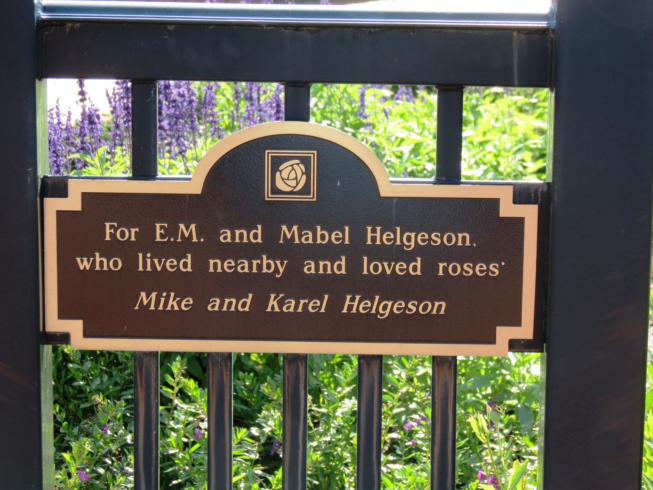 For E.M. and Mabel Helgeson,
who lived nearby and loved roses
Mike and Karel Helgeson